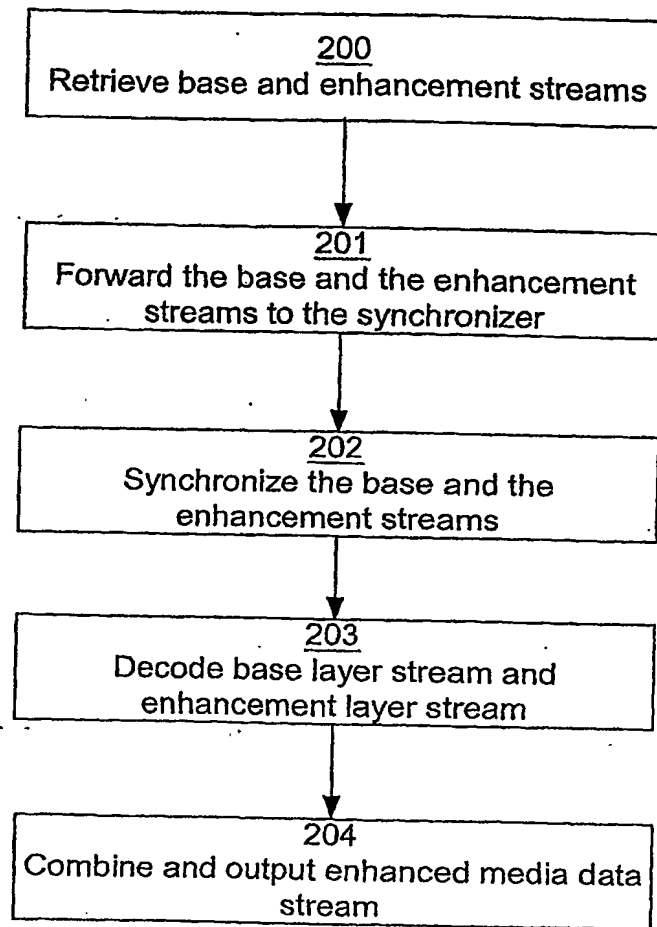 200
Retrieve base and enhancement streams
201
Forward the base and the enhancement
streams to the synchronizer
202
Synchronize the base and the
enhancement streams
203
Decode base layer stream and
enhancement layer stream
204
Combine and output enhanced media data
stream